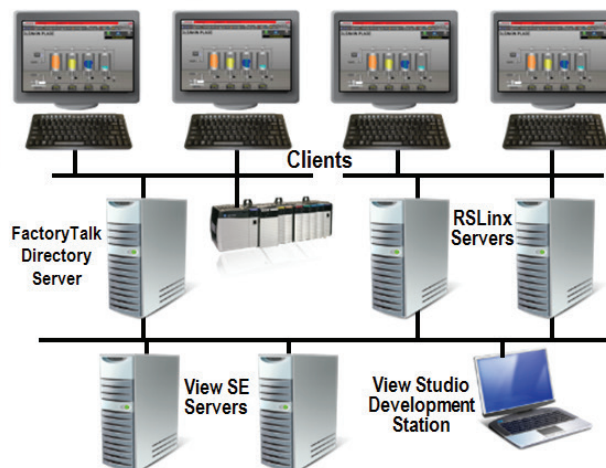 Clients
FactoryTalk
Directory
Server
RSLinx
Servers
View SE
Servers
View Studio
Development
Station